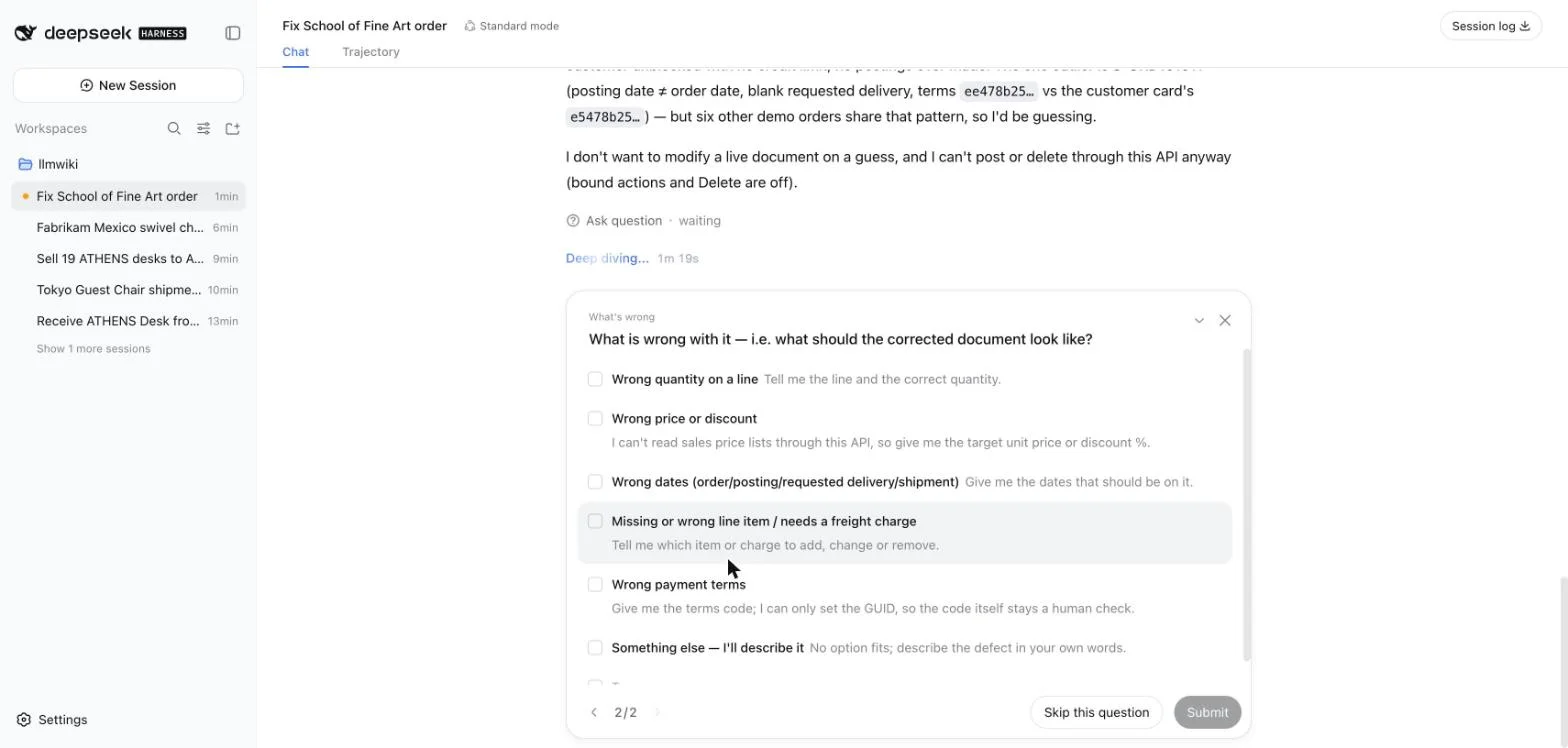 deepseek HARNESS
New Session
Workspaces
llmwiki
Fix School of Fine Art order 1min
Fabrikam Mexico swivel ch... 6min
Sell 19 ATHENS desks to A... 9min
Tokyo Guest Chair shipme... 10min
Receive ATHENS Desk fro... 13min
Show 1 more sessions
Settings
Fix School of Fine Art order Standard mode
Session log
Chat Trajectory
(posting date ≠ order date, blank requested delivery, terms ee478b25… vs the customer card's
e5478b25… ) — but six other demo orders share that pattern, so I'd be guessing.
I don't want to modify a live document on a guess, and I can't post or delete through this API anyway
(bound actions and Delete are off).
Ask question · waiting
Deep diving... 1m 19s
What's wrong
What is wrong with it — i.e. what should the corrected document look like?
Wrong quantity on a line Tell me the line and the correct quantity.
Wrong price or discount
I can't read sales price lists through this API, so give me the target unit price or discount %.
Wrong dates (order/posting/requested delivery/shipment) Give me the dates that should be on it.
Missing or wrong line item / needs a freight charge
Tell me which item or charge to add, change or remove.
Wrong payment terms
Give me the terms code; I can only set the GUID, so the code itself stays a human check.
Something else — I'll describe it No option fits; describe the defect in your own words.
2/2
Skip this question
Submit